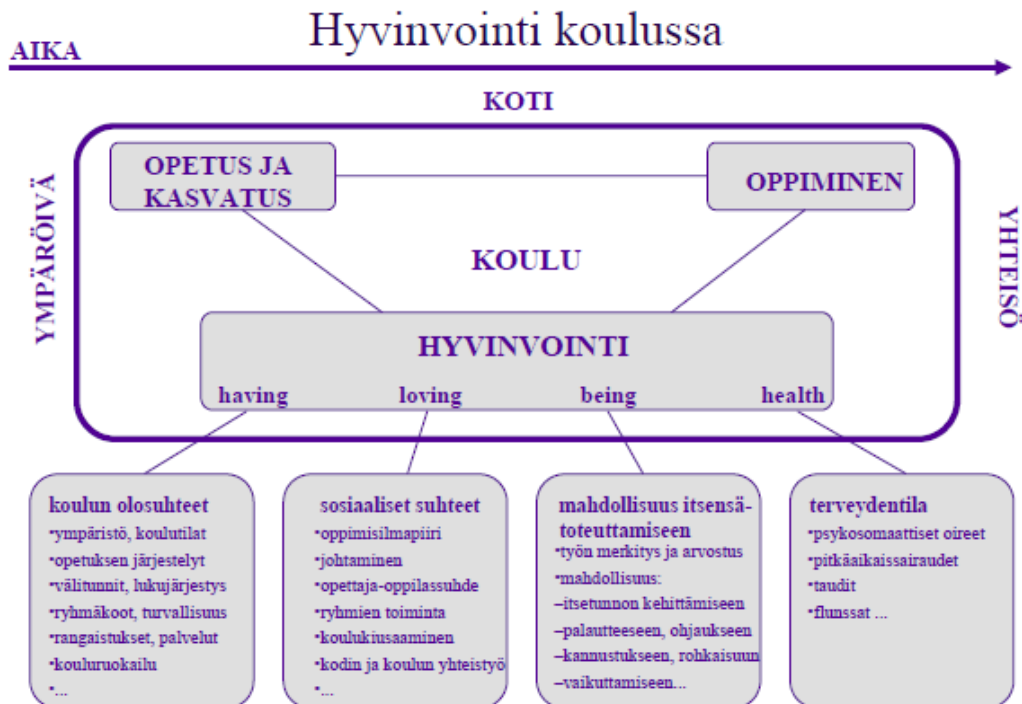 Hyvinvointi koulussa
AIKA
KOTI
YMPÄRÖIVÄ
YHTEISÖ
OPETUS JA
KASVATUS
OPPIMINEN
KOULU
HYVINVOINTI
having loving being health
koulun olosuhteet
•ympäristö, koulutilat
•opetuksen järjestelyt
•välitunnit, lukujärjestys
•ryhmäkoot, turvallisuus
•rangaistukset, palvelut
•kouluruokailu
•...
sosiaaliset suhteet
•oppimisilmapiiri
•johtaminen
•opettaja-oppilassuhde
•ryhmien toiminta
•koulukiusaaminen
•kodin ja koulun yhteistyö
•...
mahdollisuus itsensä-
toteuttamiseen
•työn merkitys ja arvostus
•mahdollisuus:
–itsetunnon kehittämiseen
–palautteeseen, ohjaukseen
–kannustukseen, rohkaisuun
–vaikuttamiseen...
terveydentila
•psykosomaattiset oireet
•pitkäaikaissairaudet
•taudit
•flunssat ...